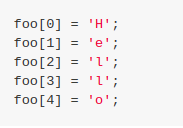 foo[0] = 'H';
foo[1] = 'e';
foo[2] = 'l';
foo[3] = 'l';
foo[4] = 'o';